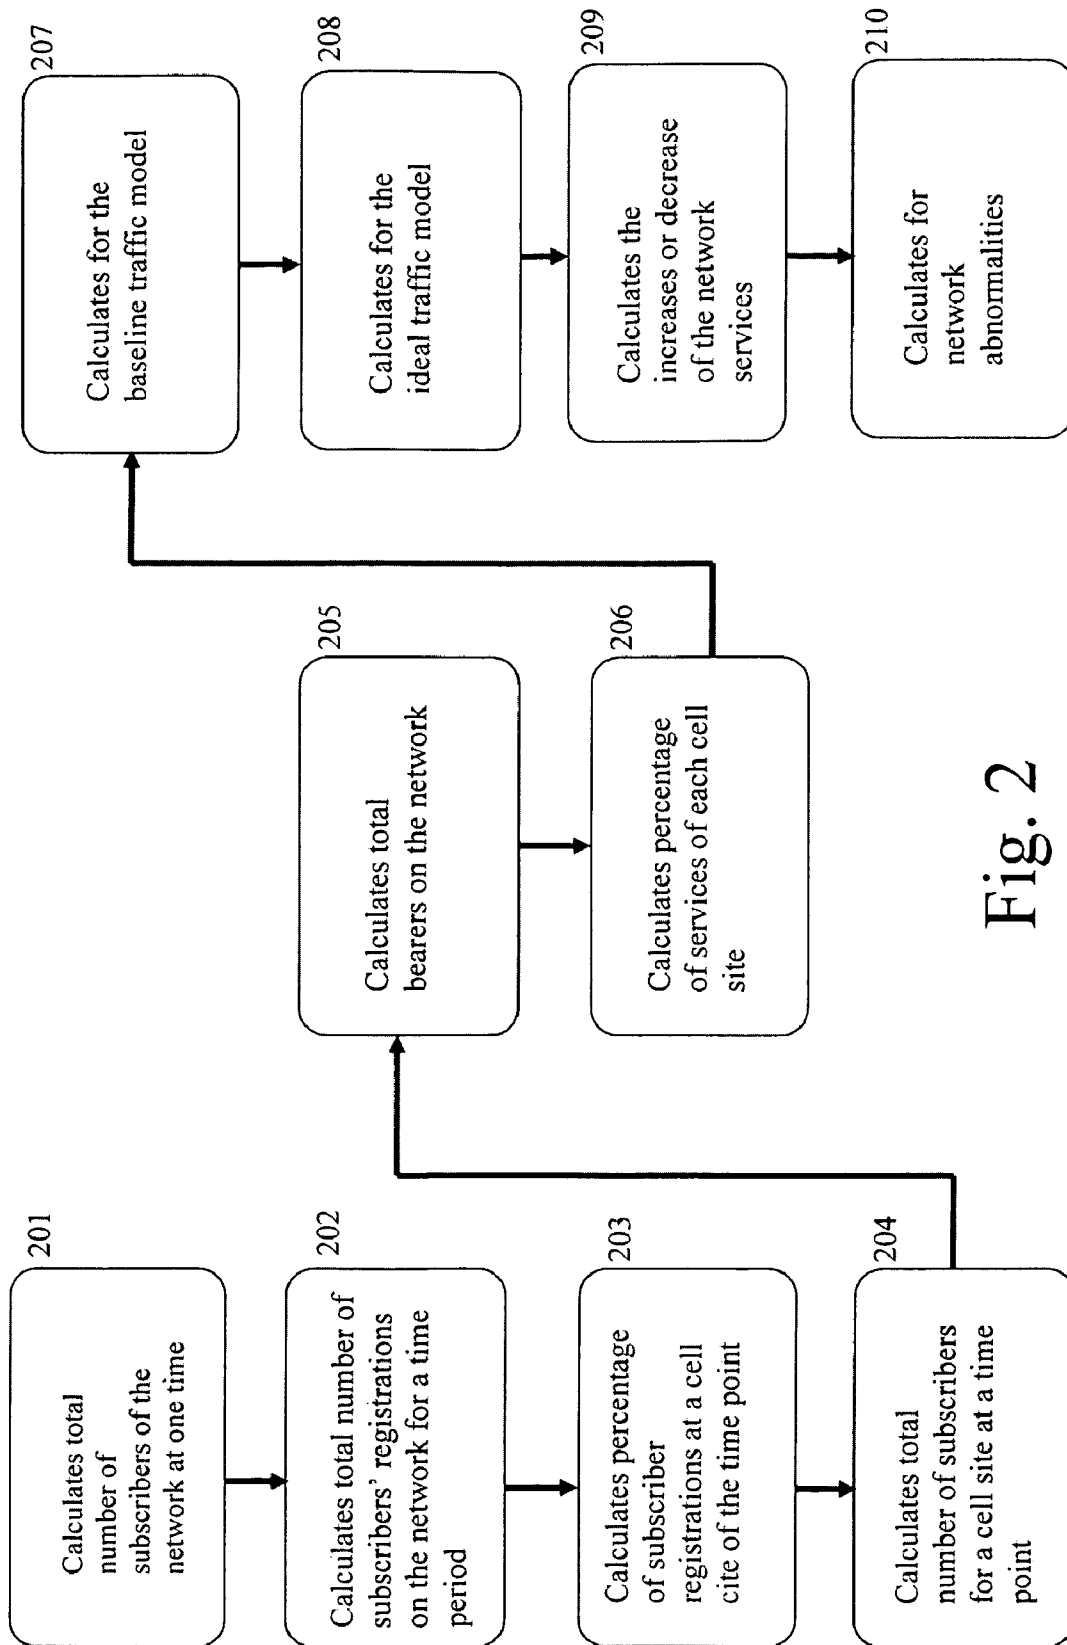 201
Calculates total
number of
subscribers of the
network at one time
202
Calculates total number of
subscribers’ registrations
on the network for a time
period
203
Calculates percentage
of subscriber
registrations at a cell
cite of the time point
204
Calculates total
number of subscribers
for a cell site at a time
point
205
Calculates total
bearers on the network
206
Calculates percentage
of services of each cell
site
207
Calculates for the
baseline traffic model
208
Calculates for the
ideal traffic model
209
Calculates the
increases or decrease
of the network
services
210
Calculates for
network
abnormalities
Fig. 2